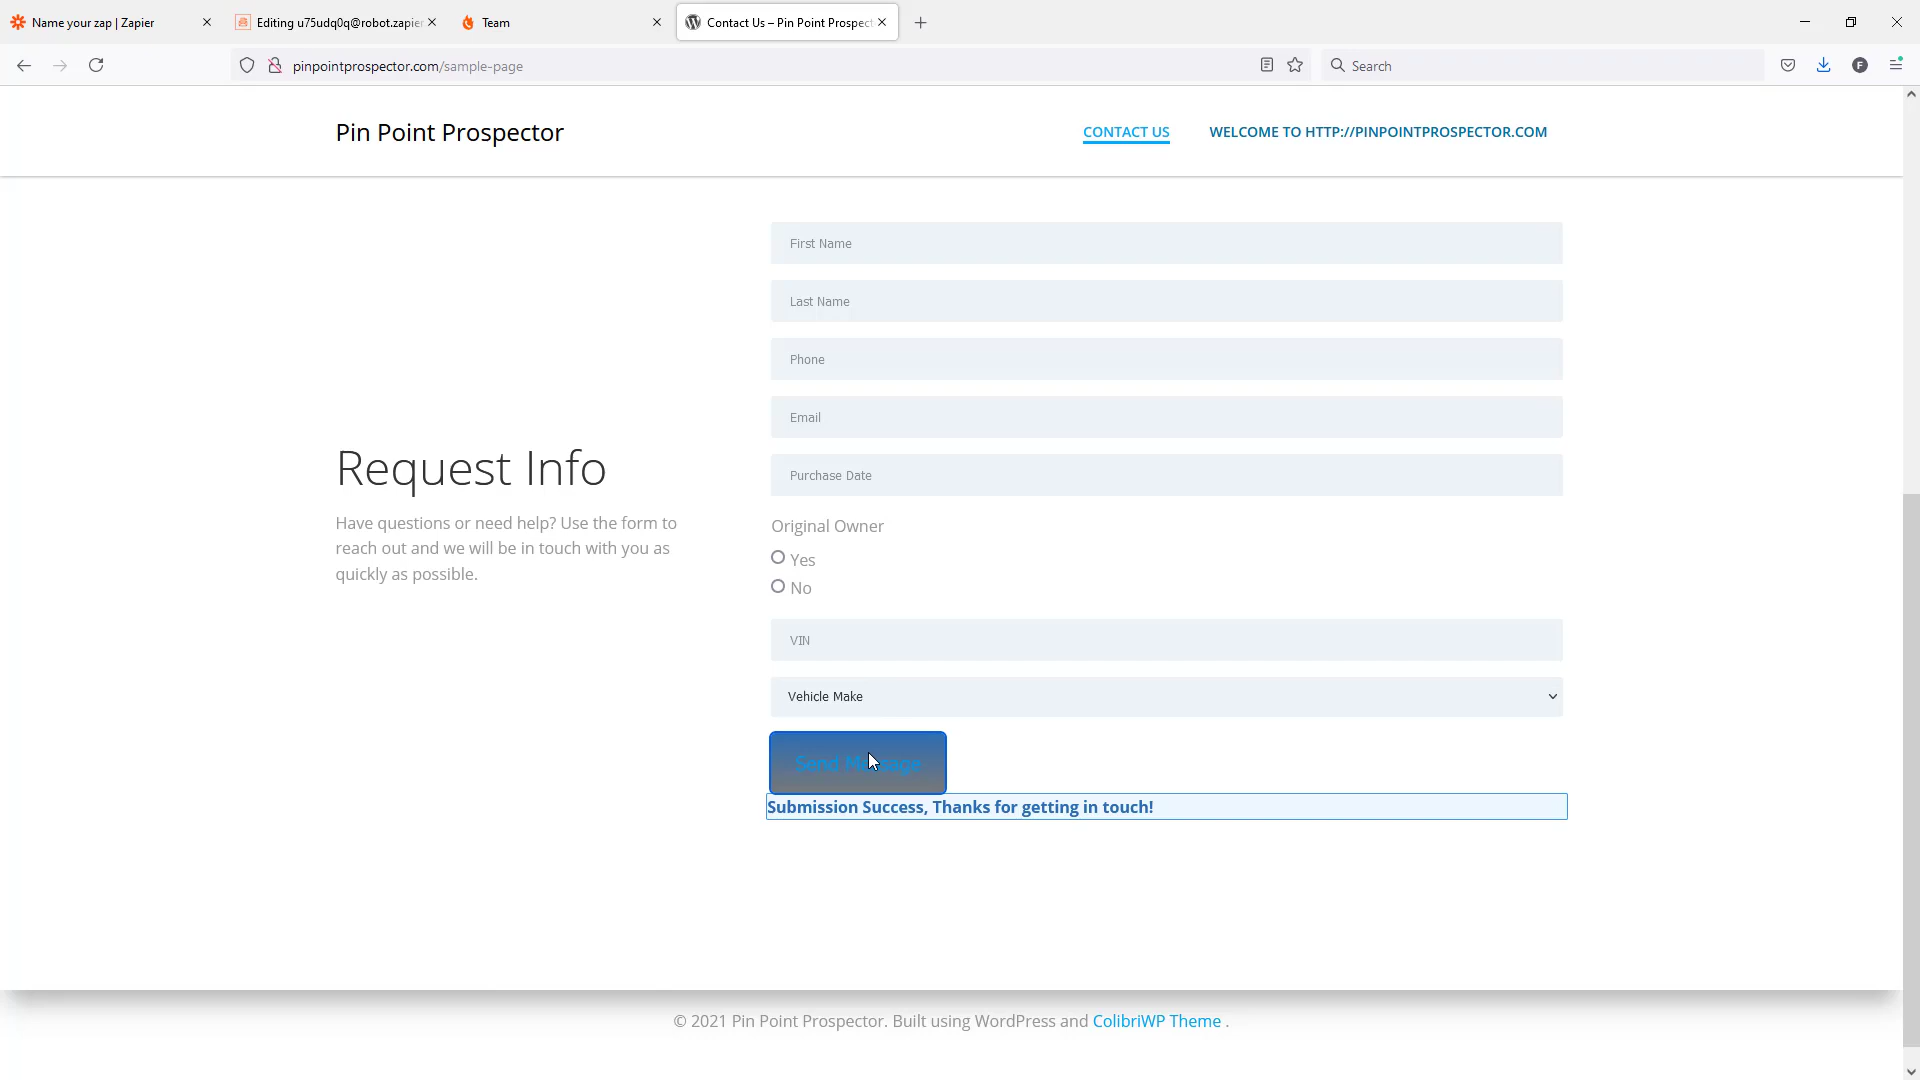 Name your zap | Zapier
Editing u75udq0q@robot.zapier
Team
Contact Us – Pin Point Prospect
pinpointprospector.com/sample-page
Search
F
Pin Point Prospector
CONTACT US
WELCOME TO HTTP://PINPOINTPROSPECTOR.COM
First Name
Last Name
Phone
Email
Purchase Date
Request Info
Have questions or need help? Use the form to
reach out and we will be in touch with you as
quickly as possible.
Original Owner
Yes
No
VIN
Vehicle Make
Send Message
Submission Success, Thanks for getting in touch!
© 2021 Pin Point Prospector. Built using WordPress and ColibriWP Theme .